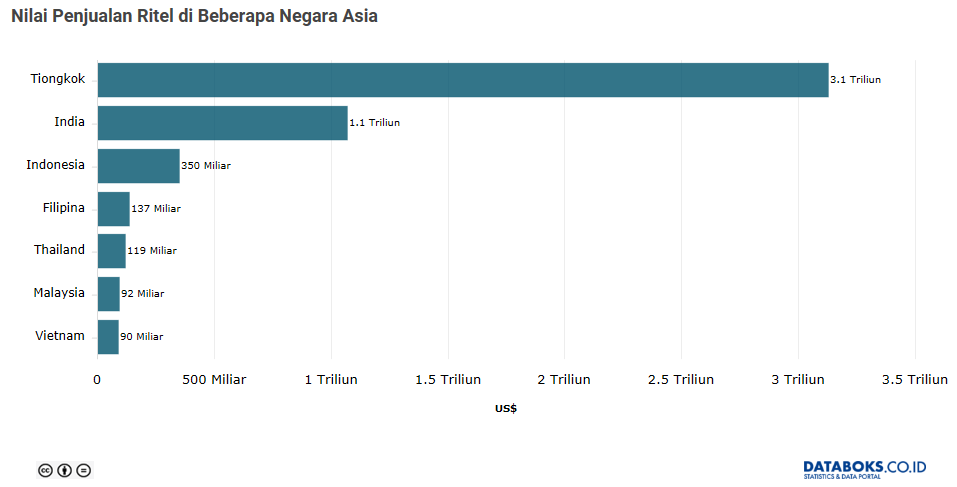 Nilai Penjualan Ritel di Beberapa Negara Asia
Tiongkok 3.1 Triliun
India 1.1 Triliun
Indonesia 350 Miliar
Filipina 137 Miliar
Thailand 119 Miliar
Malaysia 92 Miliar
Vietnam 90 Miliar
0 500 Miliar 1 Triliun 1.5 Triliun 2 Triliun 2.5 Triliun 3 Triliun 3.5 Triliun
US$
cc
DATABOKS.CO.ID
STATISTICS & DATA PORTAL